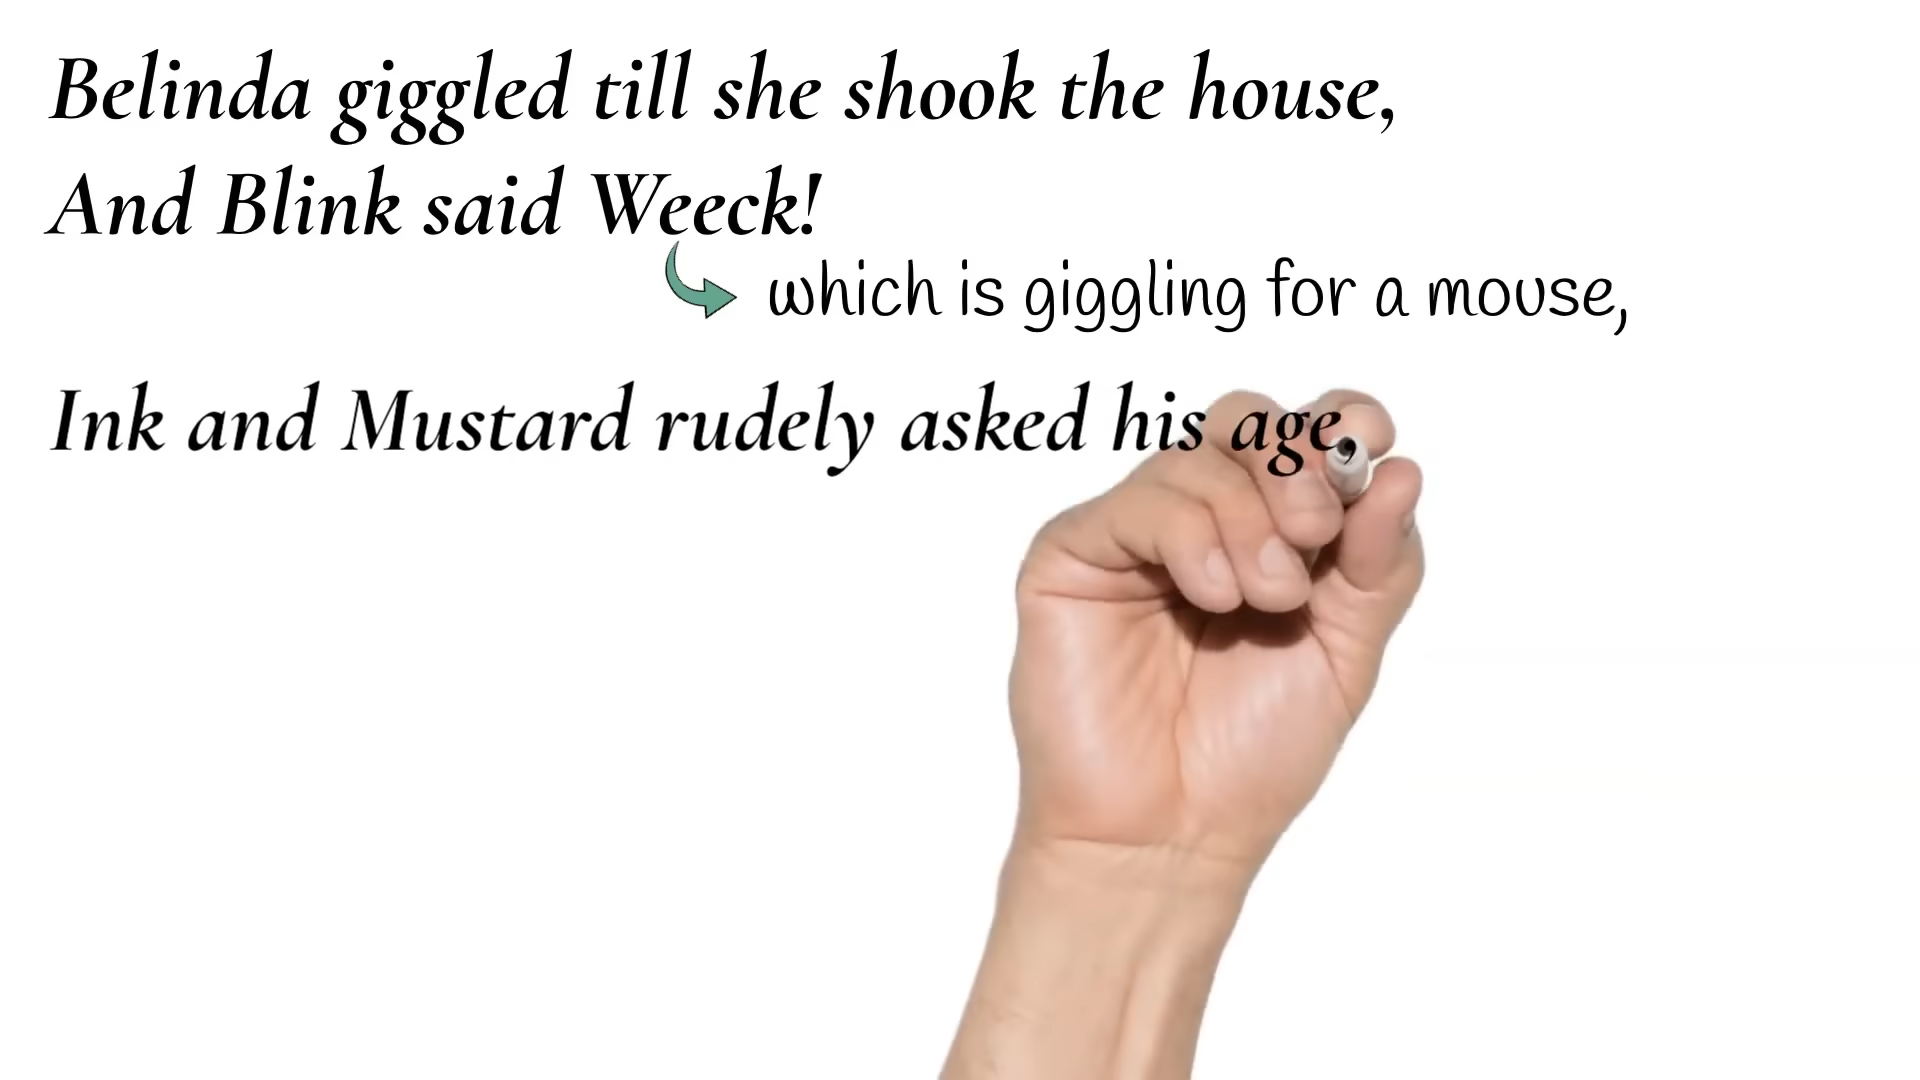 Belinda giggled till she shook the house,
And Blink said Weeck!
which is giggling for a mouse,
Ink and Mustard rudely asked his age,